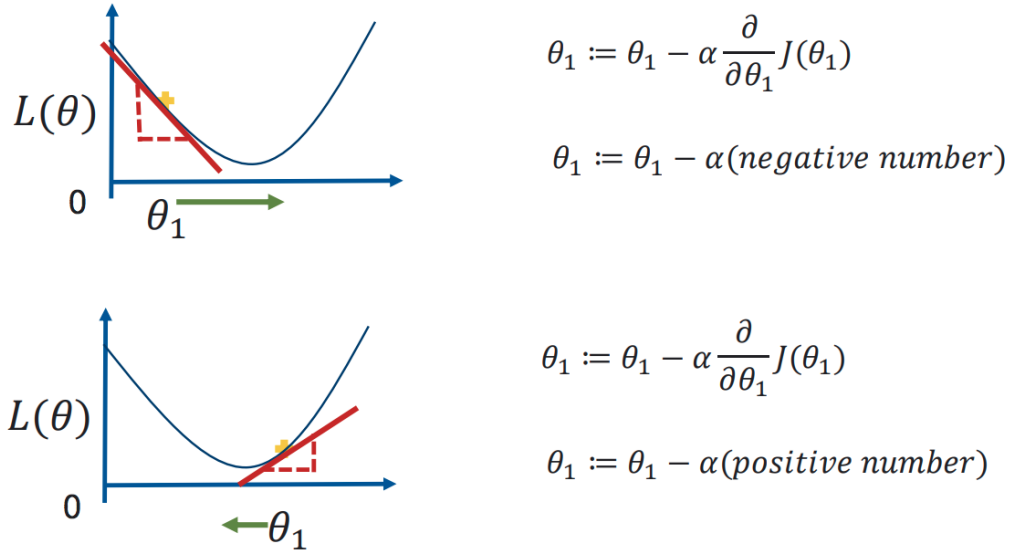 θ₁ ≔ θ₁ − α ∂/∂θ₁ J(θ₁)
L(θ)
θ₁ ≔ θ₁ − α(negative number)
0
θ₁
θ₁ ≔ θ₁ − α ∂/∂θ₁ J(θ₁)
L(θ)
θ₁ ≔ θ₁ − α(positive number)
0
θ₁